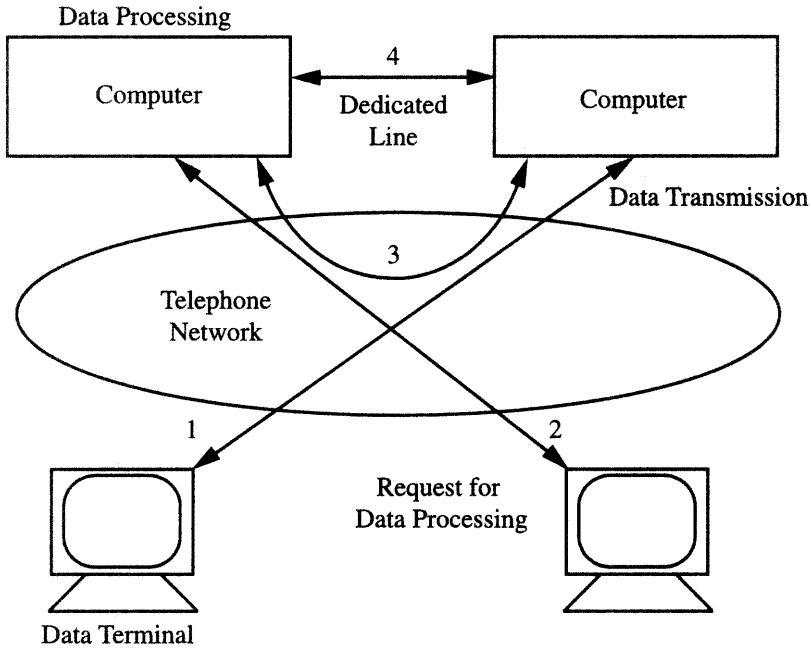 Data Processing
4
Computer
Computer
Dedicated
Line
Data Transmission
3
Telephone
Network
1
2
Request for
Data Processing
Data Terminal